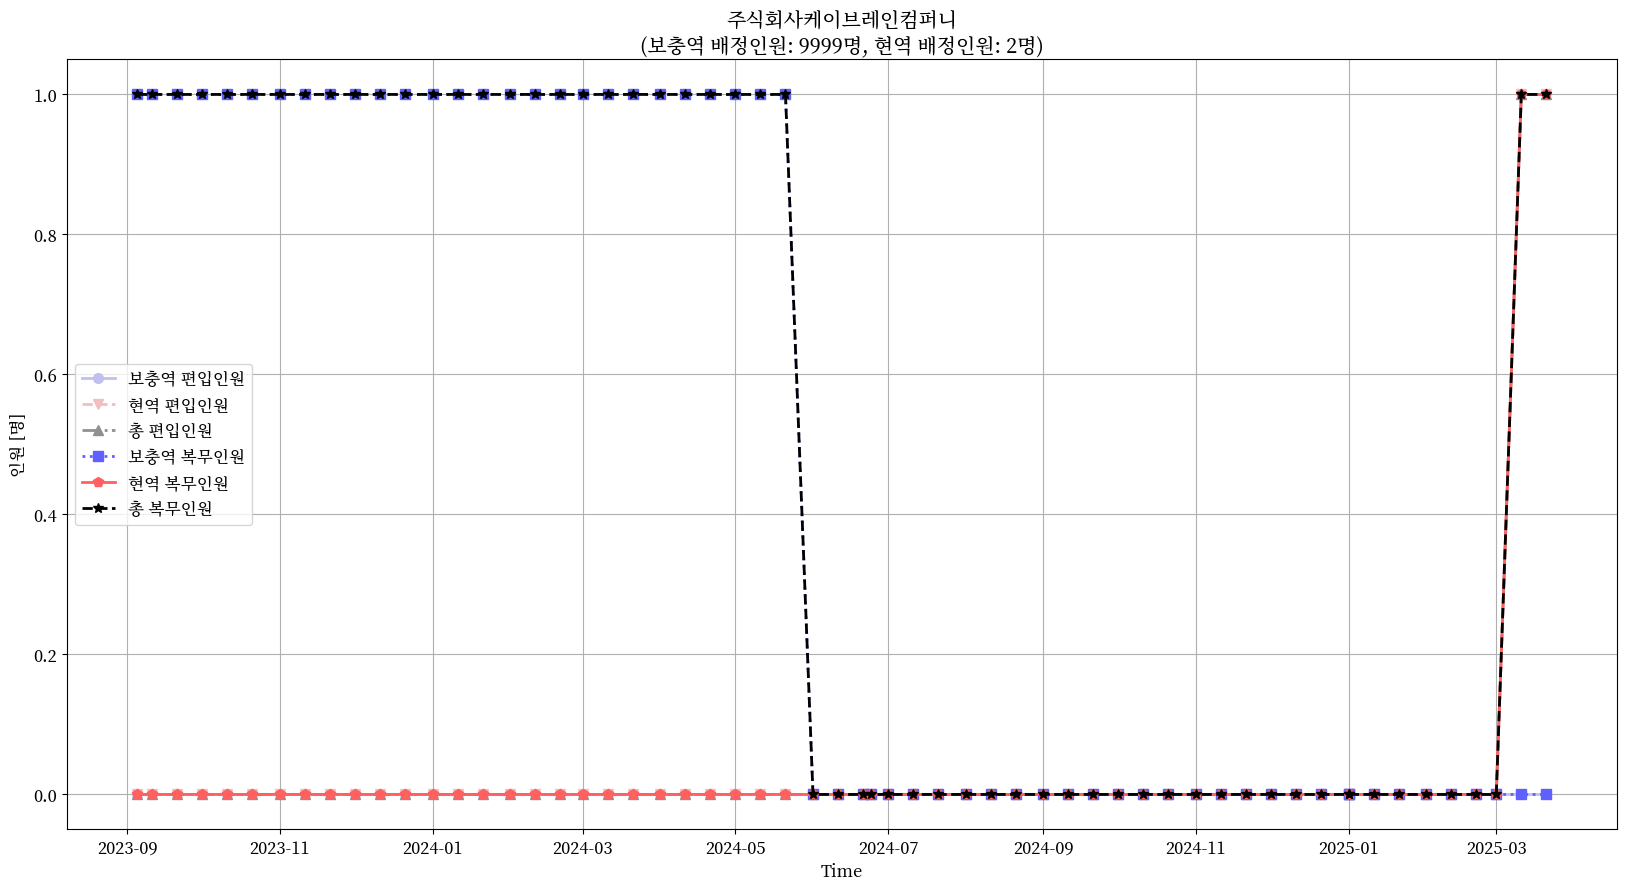 주식회사케이브레인컴퍼니
(보충역 배정인원: 9999명, 현역 배정인원: 2명)
1.0
0.8
0.6
0.4
0.2
0.0
인원 [명]
보충역 편입인원
현역 편입인원
총 편입인원
보충역 복무인원
현역 복무인원
총 복무인원
2023-09
2023-11
2024-01
2024-03
2024-05
2024-07
2024-09
2024-11
2025-01
2025-03
Time